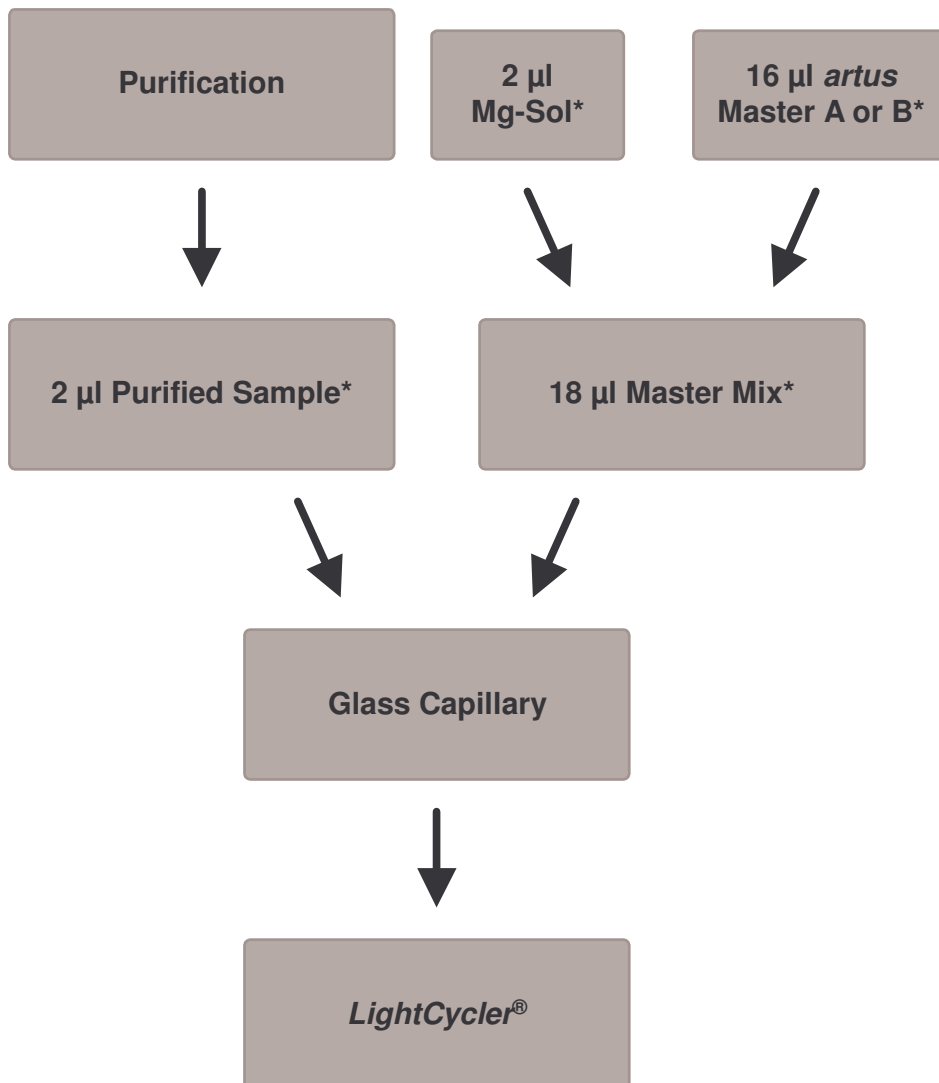 Purification
2 µl
Mg-Sol*
16 µl artus
Master A or B*
2 µl Purified Sample*
18 µl Master Mix*
Glass Capillary
LightCycler®